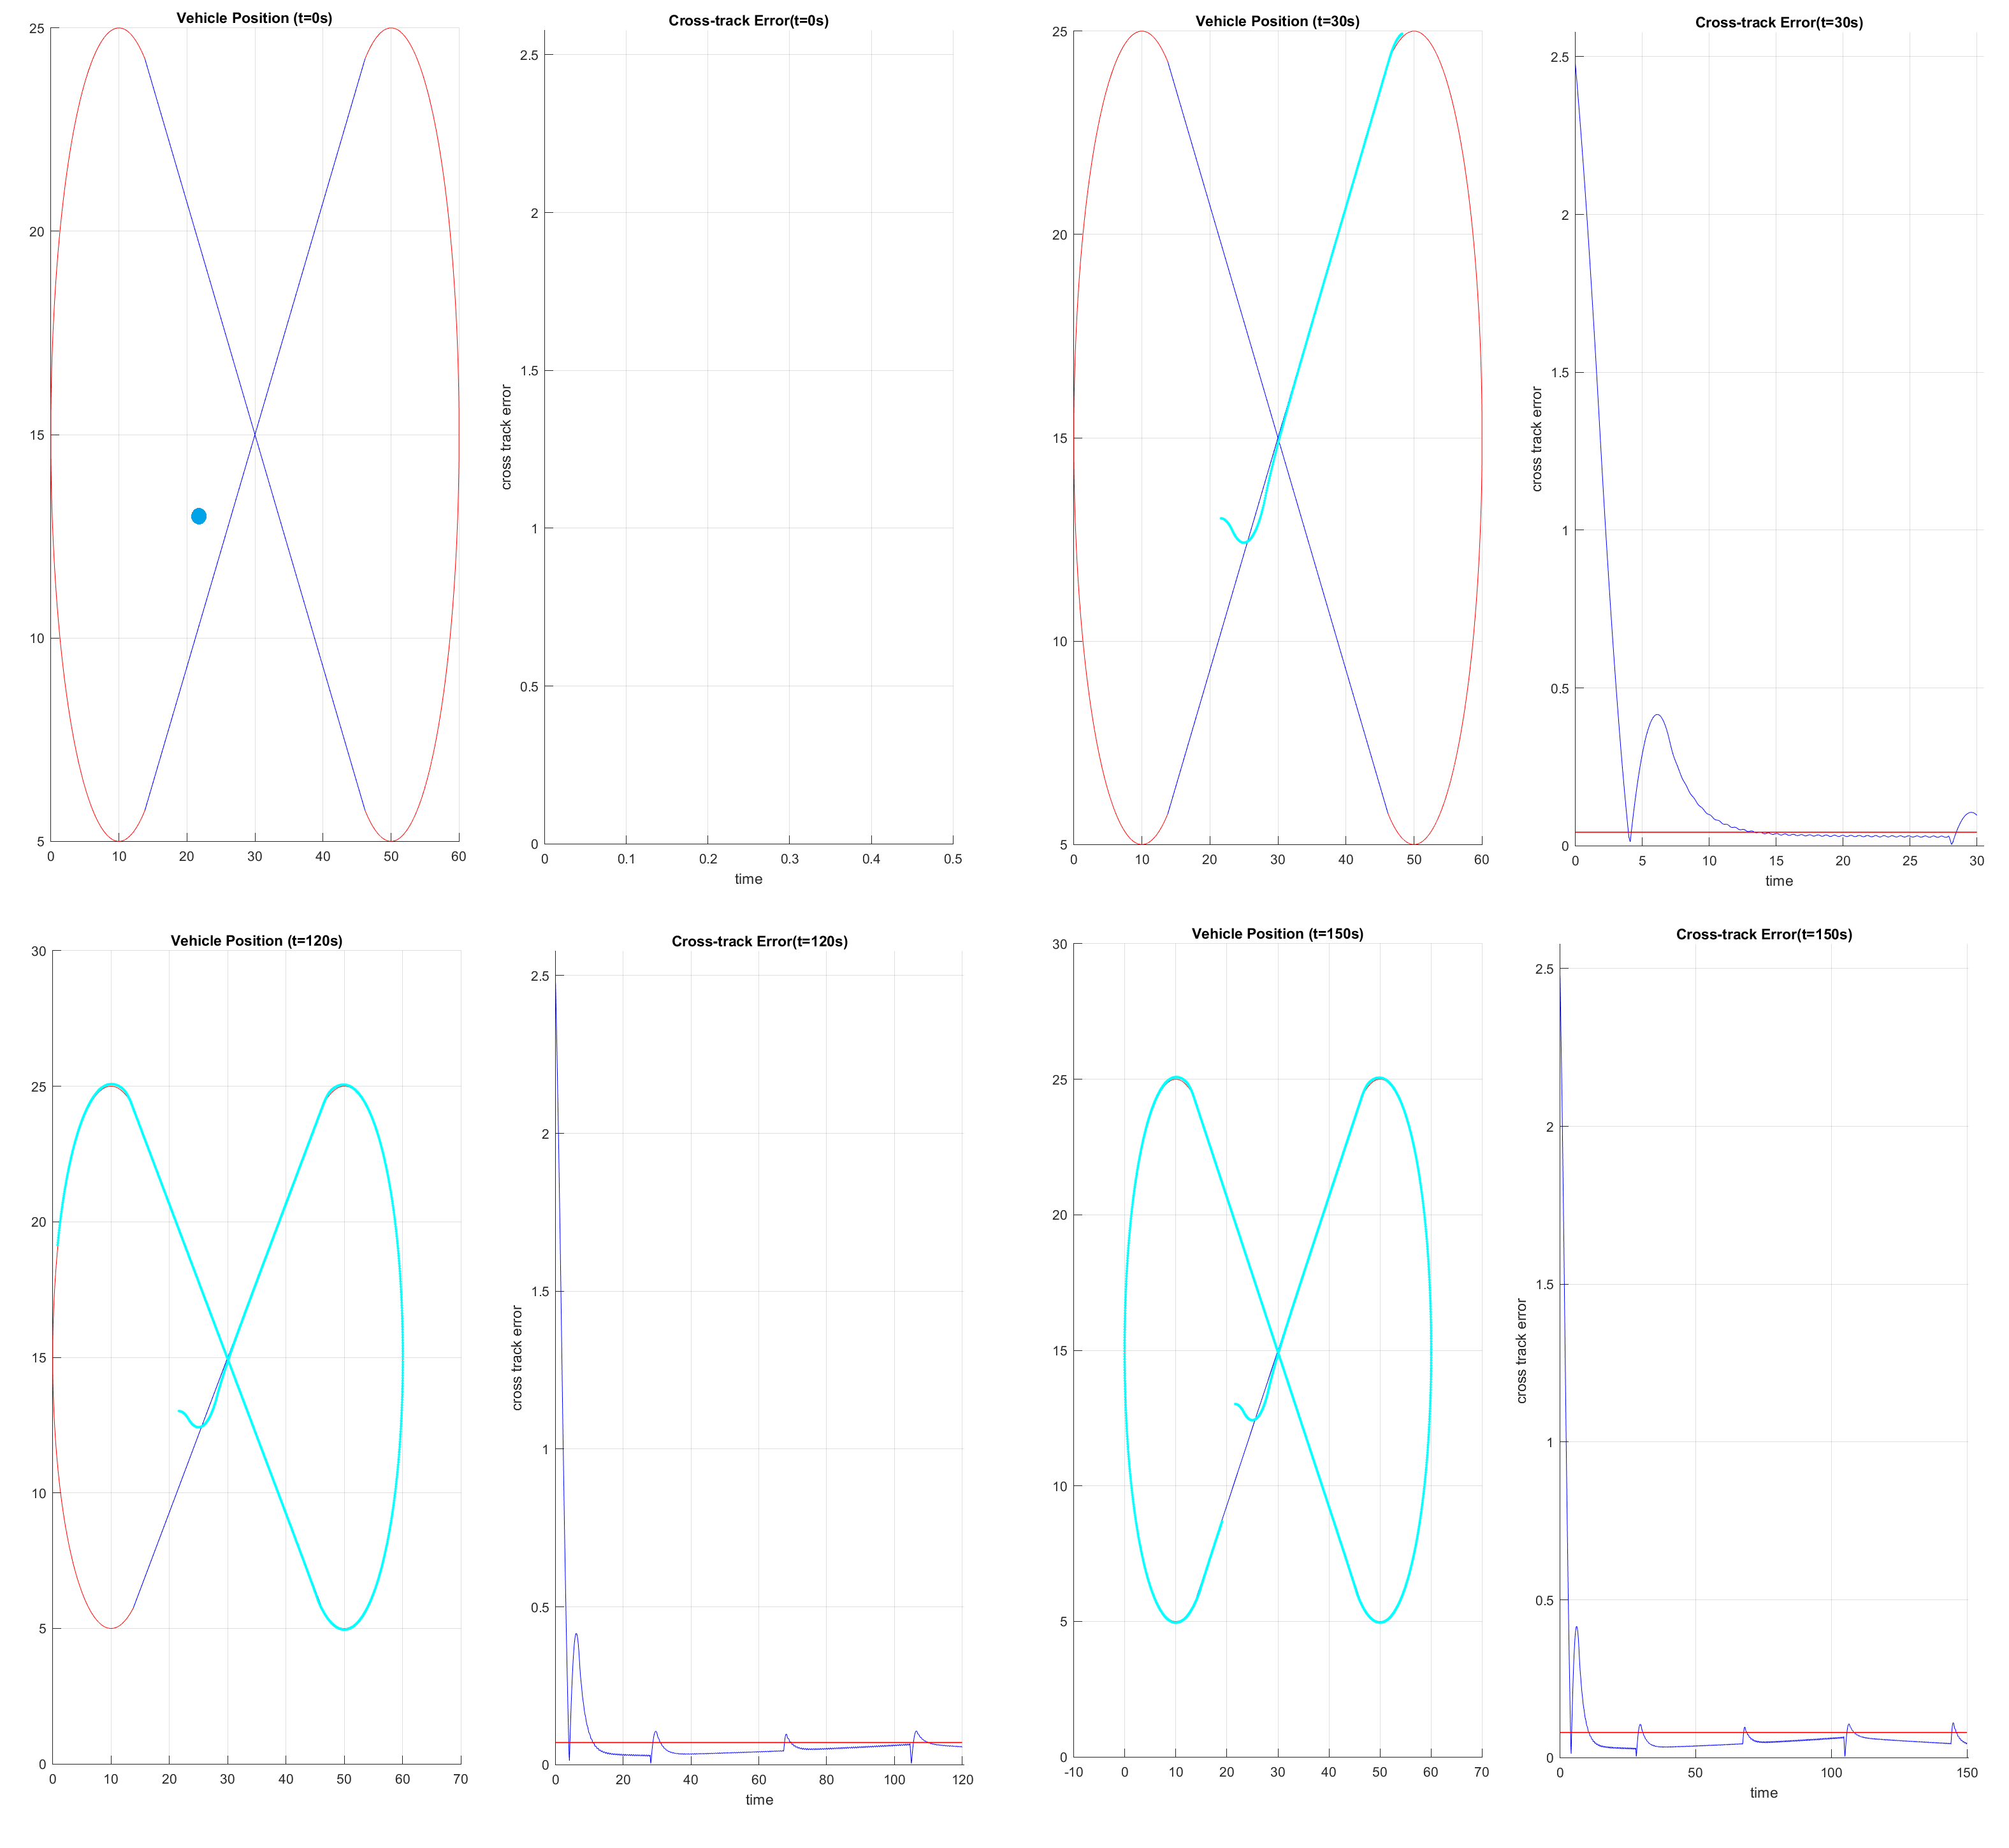 Vehicle Position (t=0s)
25
20
15
10
5
0 10 20 30 40 50 60
Cross-track Error(t=0s)
2.5
2
1.5
1
0.5
0
cross track error
0 0.1 0.2 0.3 0.4 0.5
time
Vehicle Position (t=30s)
25
20
15
10
5
0 10 20 30 40 50 60
Cross-track Error(t=30s)
2.5
2
1.5
1
0.5
0
cross track error
0 5 10 15 20 25 30
time
Vehicle Position (t=120s)
30
25
20
15
10
5
0
0 10 20 30 40 50 60 70
Cross-track Error(t=120s)
2.5
2
1.5
1
0.5
0
cross track error
0 20 40 60 80 100 120
time
Vehicle Position (t=150s)
30
25
20
15
10
5
0
-10 0 10 20 30 40 50 60 70
Cross-track Error(t=150s)
2.5
2
1.5
1
0.5
0
cross track error
0 50 100 150
time